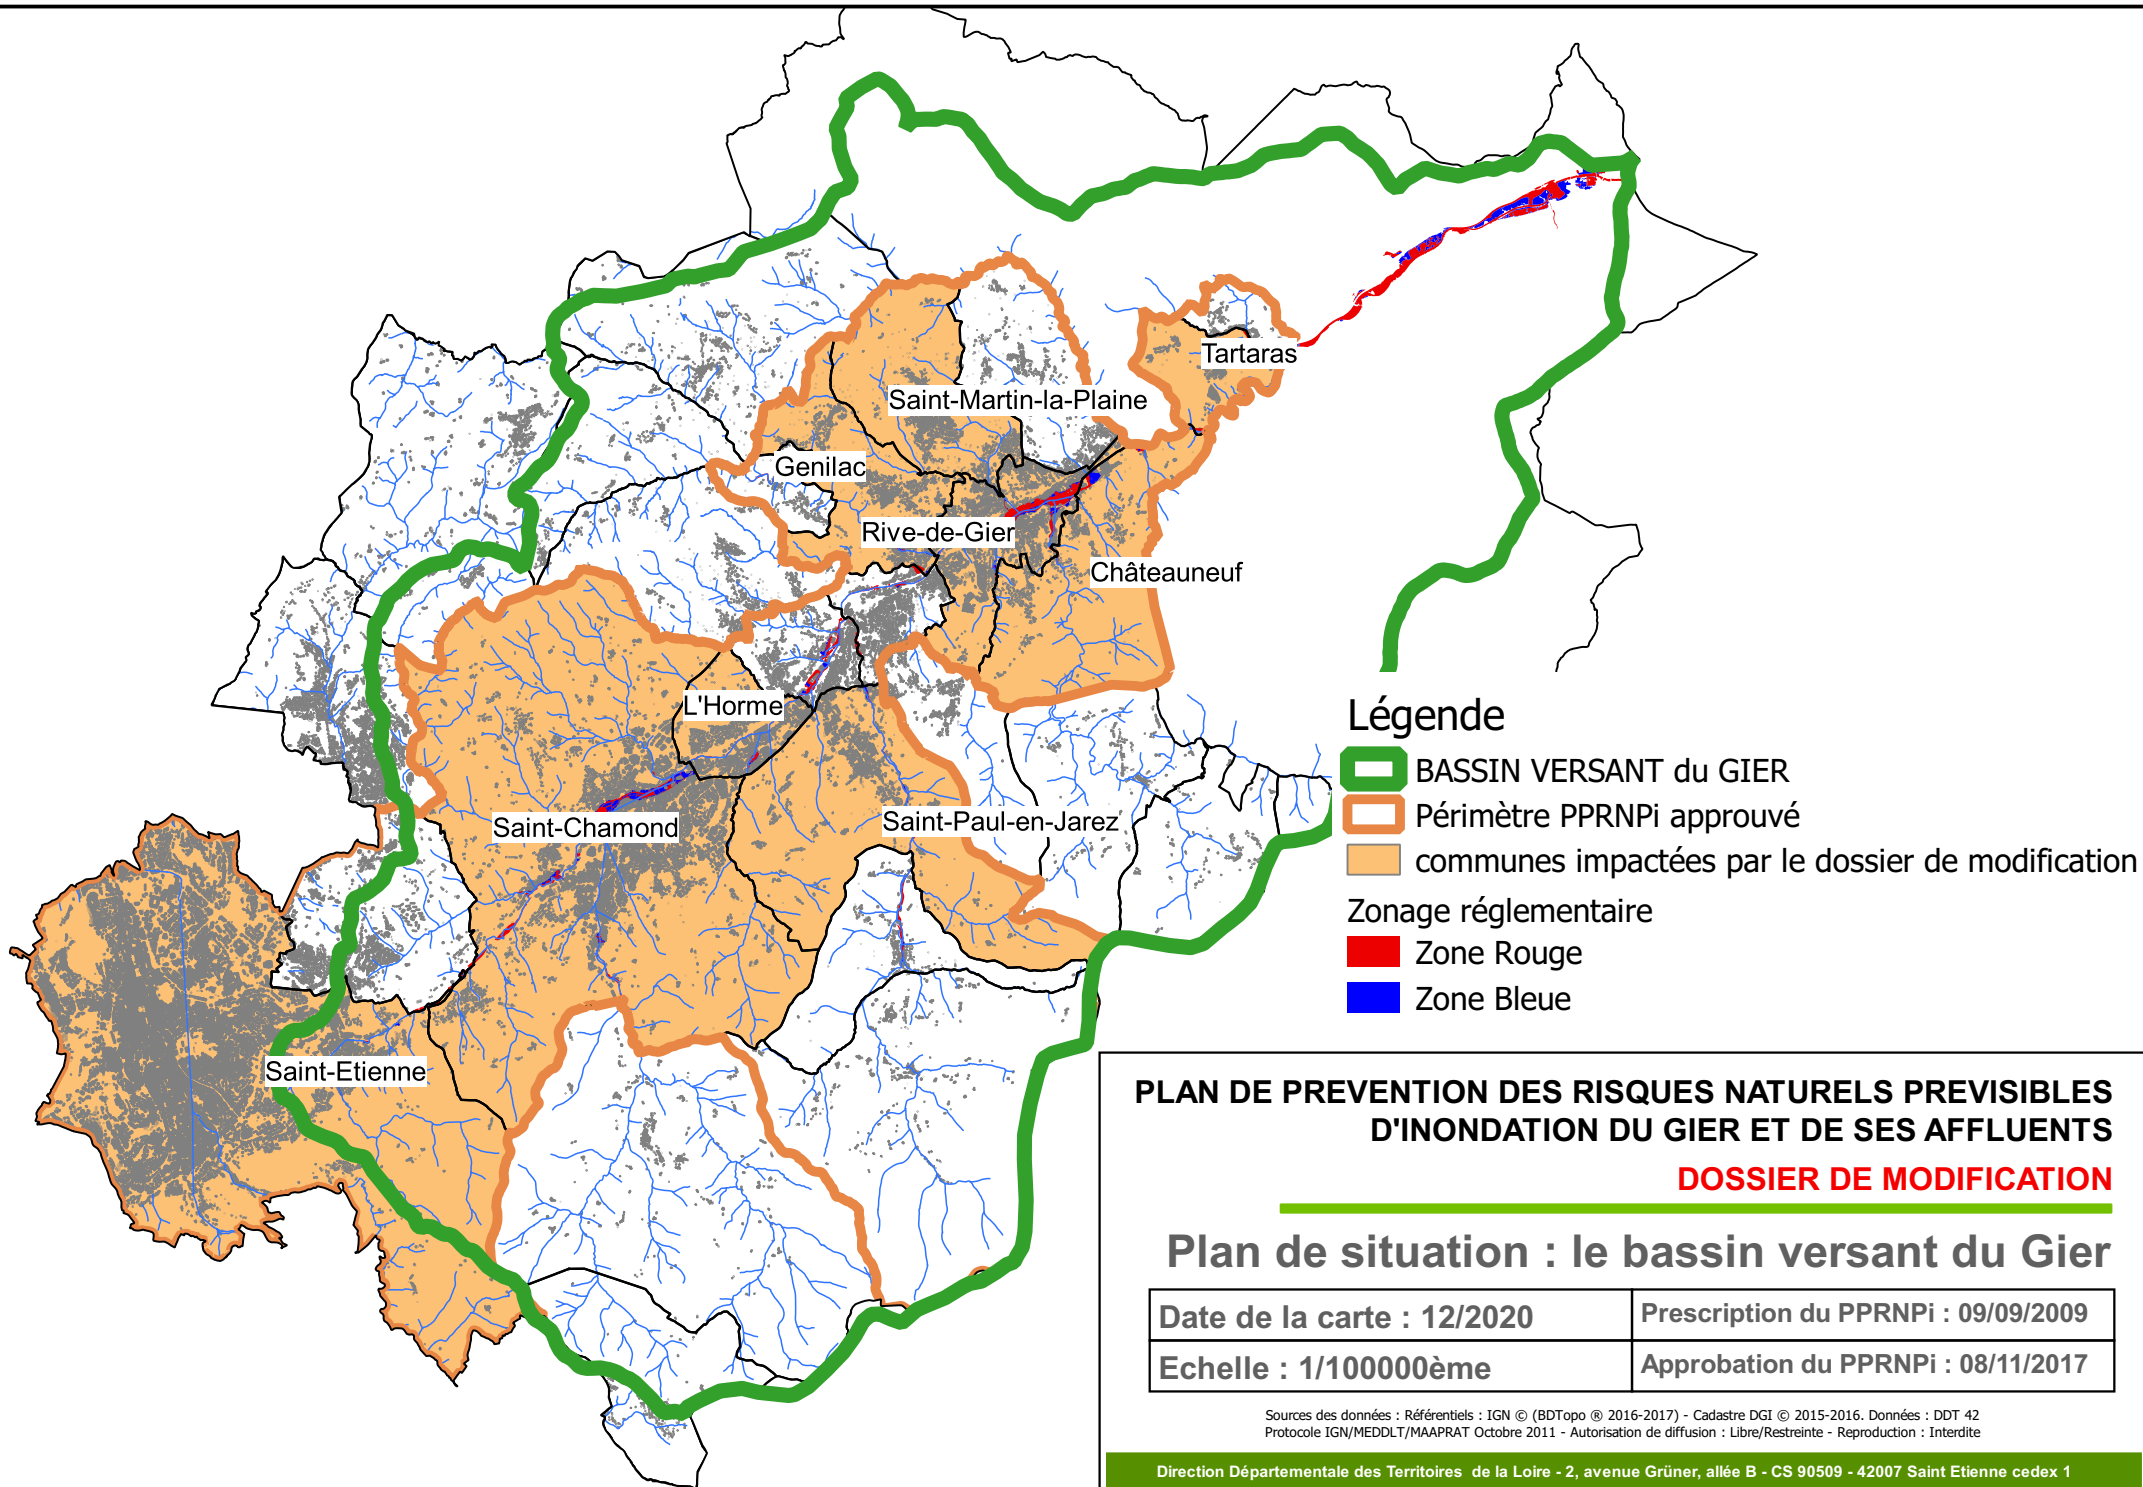 Tartaras
Saint-Martin-la-Plaine
Genilac
Rive-de-Gier
Châteauneuf
L'Horme
Saint-Chamond
Saint-Paul-en-Jarez
Saint-Etienne
Légende
BASSIN VERSANT du GIER
Périmètre PPRNPi approuvé
communes impactées par le dossier de modification
Zonage réglementaire
Zone Rouge
Zone Bleue
PLAN DE PREVENTION DES RISQUES NATURELS PREVISIBLES
D'INONDATION DU GIER ET DE SES AFFLUENTS
DOSSIER DE MODIFICATION
Plan de situation : le bassin versant du Gier
Date de la carte : 12/2020
Prescription du PPRNPi : 09/09/2009
Echelle : 1/100000ème
Approbation du PPRNPi : 08/11/2017
Sources des données : Référentiels : IGN © (BDTopo ® 2016-2017) - Cadastre DGI © 2015-2016. Données : DDT 42
Protocole IGN/MEDDLT/MAAPRAT Octobre 2011 - Autorisation de diffusion : Libre/Restreinte - Reproduction : Interdite
Direction Départementale des Territoires de la Loire - 2, avenue Grüner, allée B - CS 90509 - 42007 Saint Etienne cedex 1